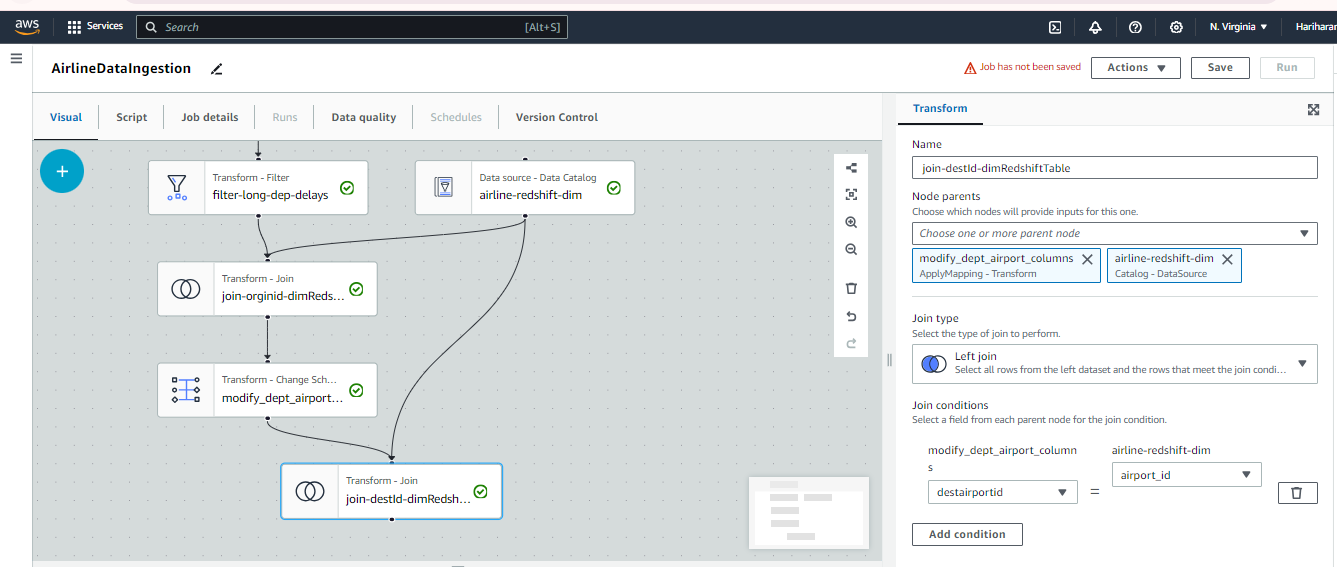 aws
Services
Search
[Alt+S]
N. Virginia
Hariharan
AirlineDataIngestion
Job has not been saved
Actions
Save
Run
Visual
Script
Job details
Runs
Data quality
Schedules
Version Control
Transform - Filter
filter-long-dep-delays
Data source - Data Catalog
airline-redshift-dim
Transform - Join
join-orginid-dimReds...
Transform - Change Sch...
modify_dept_airport...
Transform - Join
join-destId-dimRedsh...
Transform
Name
join-destId-dimRedshiftTable
Node parents
Choose which nodes will provide inputs for this one.
Choose one or more parent node
modify_dept_airport_columns
ApplyMapping - Transform
airline-redshift-dim
Catalog - DataSource
Join type
Select the type of join to perform.
Left join
Select all rows from the left dataset and the rows that meet the join condi...
Join conditions
Select a field from each parent node for the join condition.
modify_dept_airport_column
s
airline-redshift-dim
destairportid
=
airport_id
Add condition